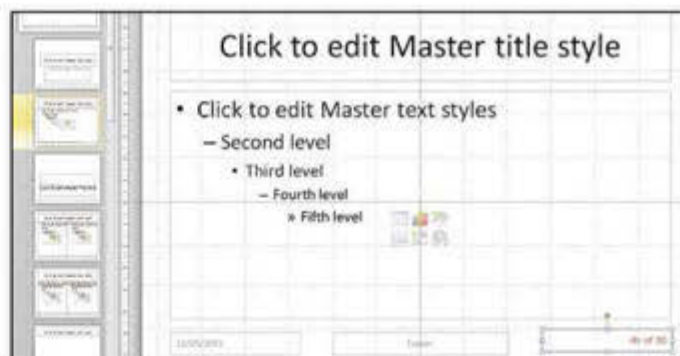 Click to edit Master title style
• Click to edit Master text styles
– Second level
• Third level
– Fourth level
» Fifth level
Footer